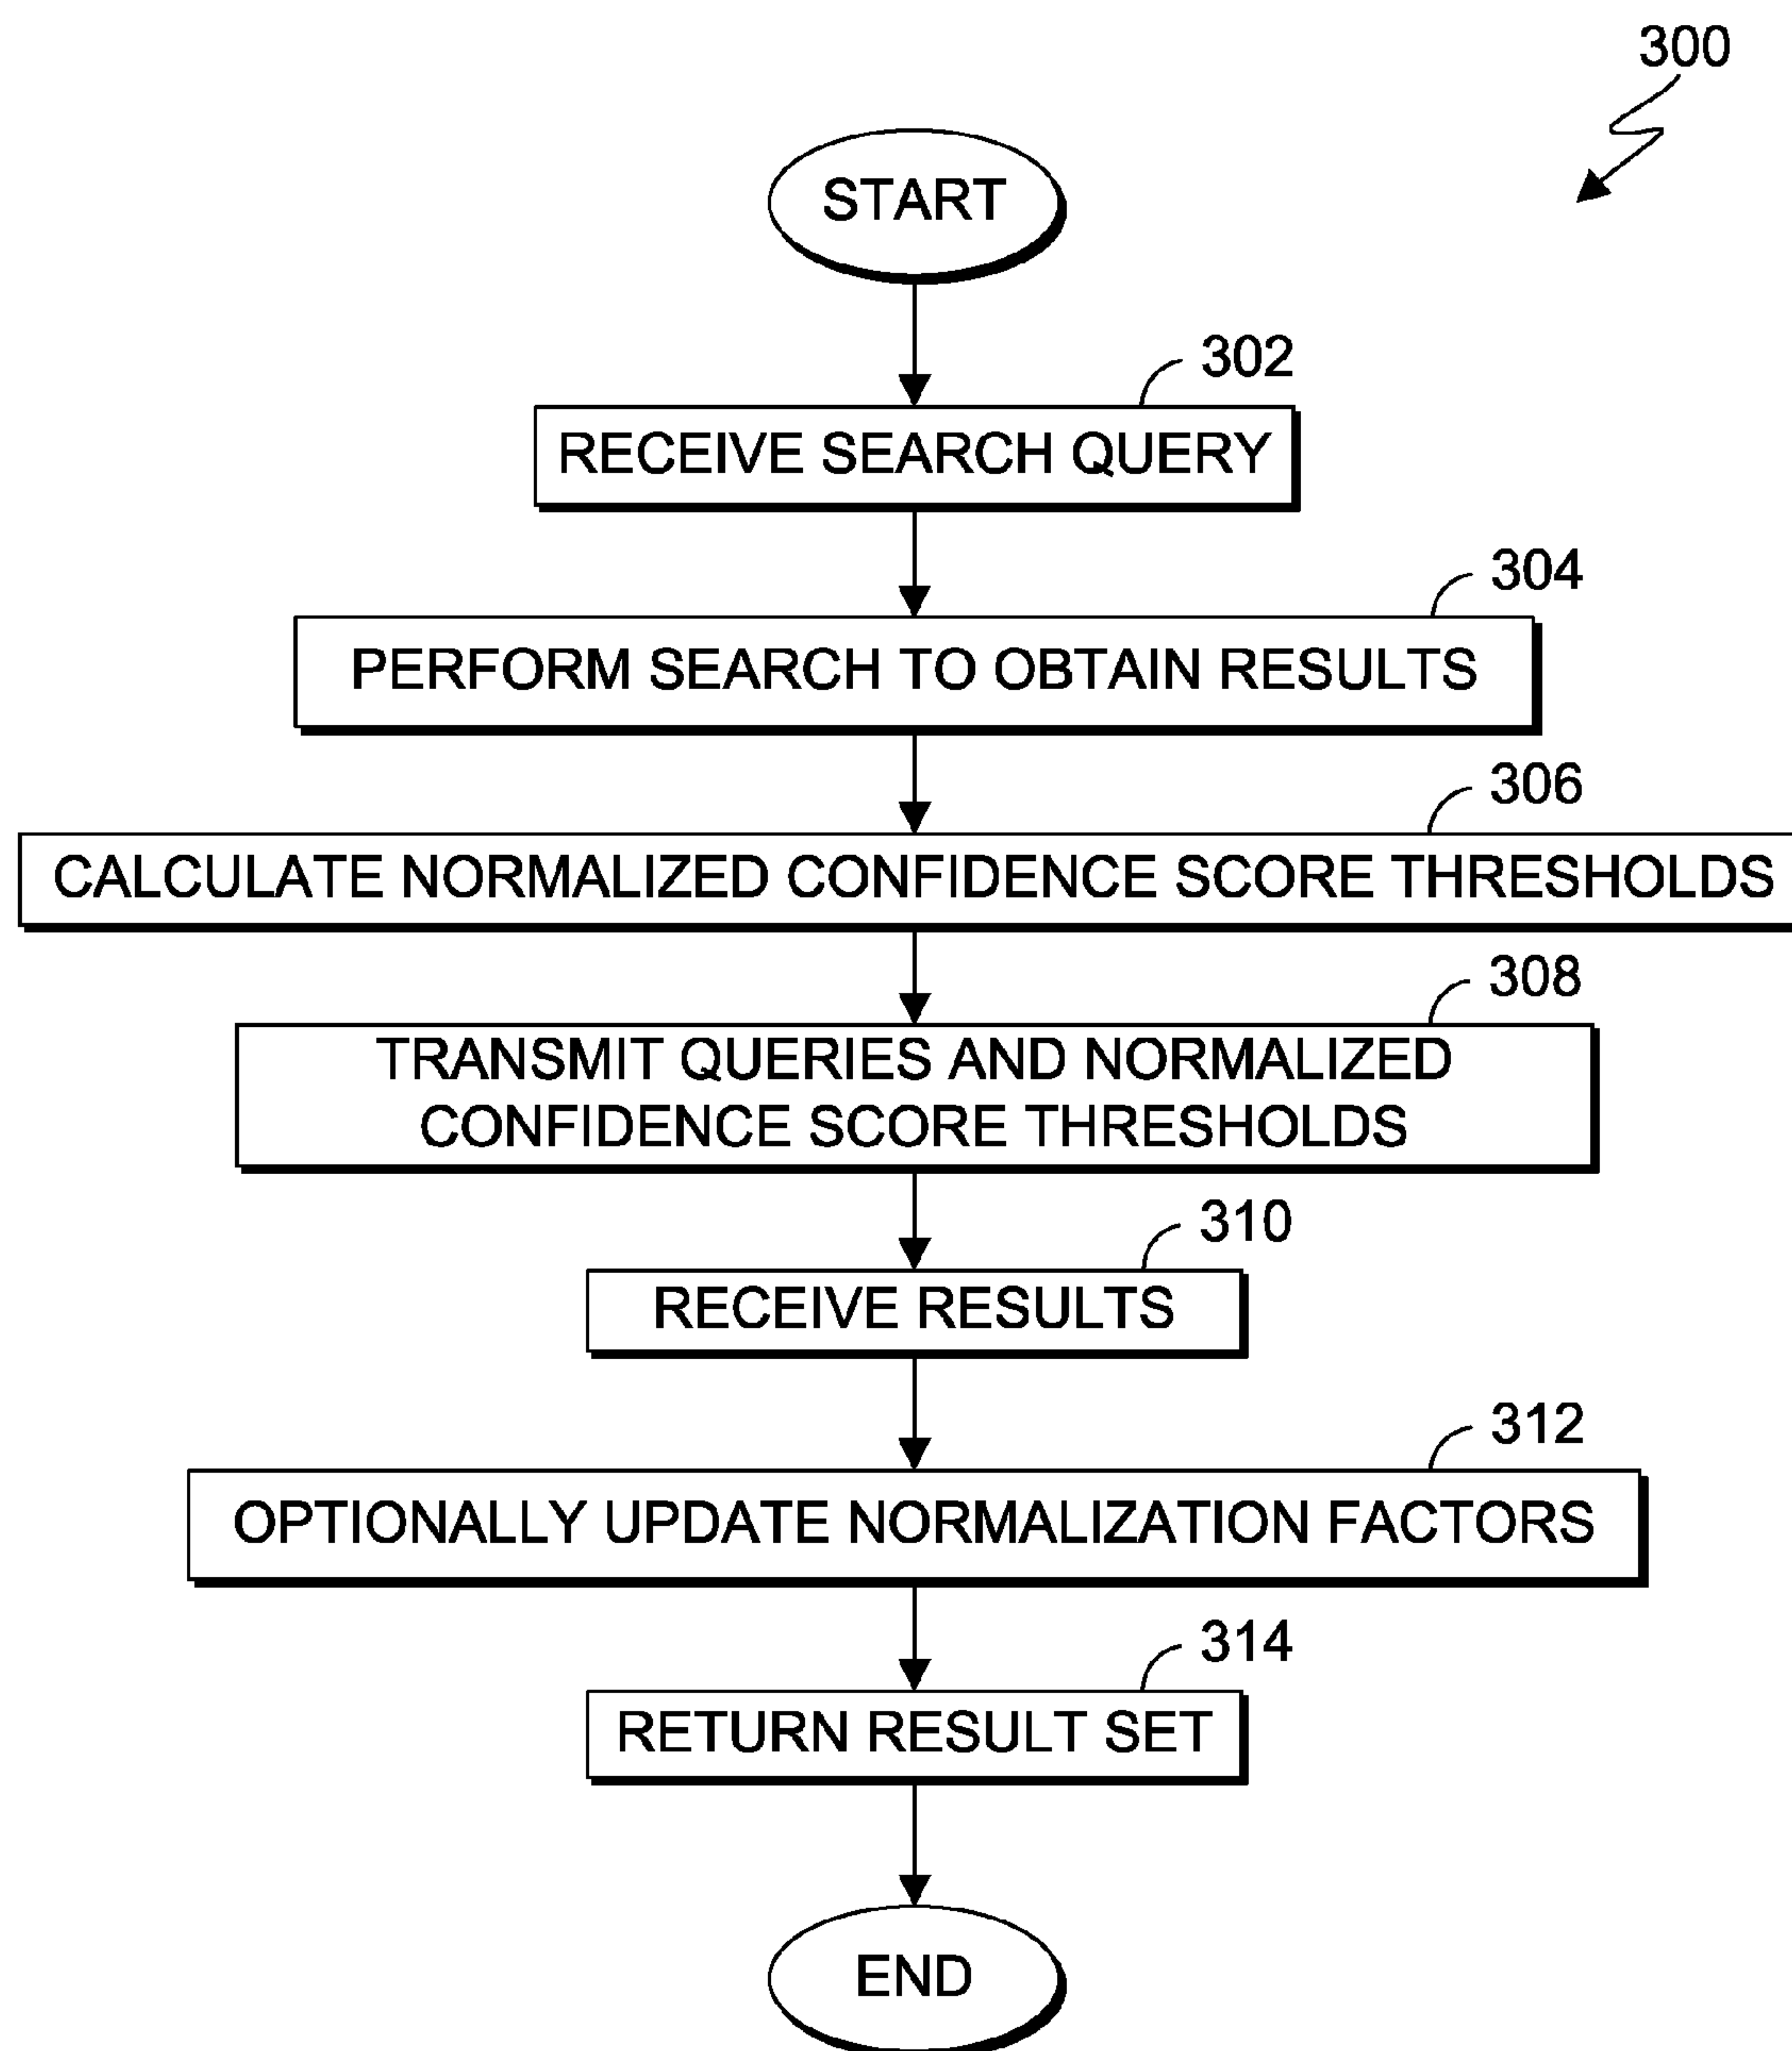 300
START
302
RECEIVE SEARCH QUERY
304
PERFORM SEARCH TO OBTAIN RESULTS
306
CALCULATE NORMALIZED CONFIDENCE SCORE THRESHOLDS
308
TRANSMIT QUERIES AND NORMALIZED
CONFIDENCE SCORE THRESHOLDS
310
RECEIVE RESULTS
312
OPTIONALLY UPDATE NORMALIZATION FACTORS
314
RETURN RESULT SET
END